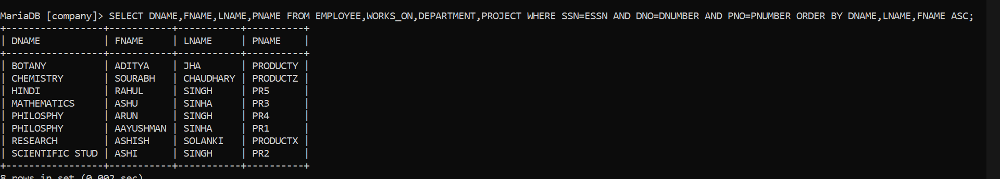 MariaDB [company]> SELECT DNAME,FNAME,LNAME,PNAME FROM EMPLOYEE,WORKS_ON,DEPARTMENT,PROJECT WHERE SSN=ESSN AND DNO=DNUMBER AND PNO=PNUMBER ORDER BY DNAME,LNAME,FNAME ASC;
+-----------------+-----------+-----------+----------+
| DNAME           | FNAME     | LNAME     | PNAME    |
+-----------------+-----------+-----------+----------+
| BOTANY          | ADITYA    | JHA       | PRODUCTY |
| CHEMISTRY       | SOURABH   | CHAUDHARY | PRODUCTZ |
| HINDI           | RAHUL     | SINGH     | PR5      |
| MATHEMATICS     | ASHU      | SINHA     | PR3      |
| PHILOSPHY       | ARUN      | SINGH     | PR4      |
| PHILOSPHY       | AAYUSHMAN | SINHA     | PR1      |
| RESEARCH        | ASHISH    | SOLANKI   | PRODUCTX |
| SCIENTIFIC STUD | ASHI      | SINGH     | PR2      |
+-----------------+-----------+-----------+----------+
8 rows in set (0.002 sec)